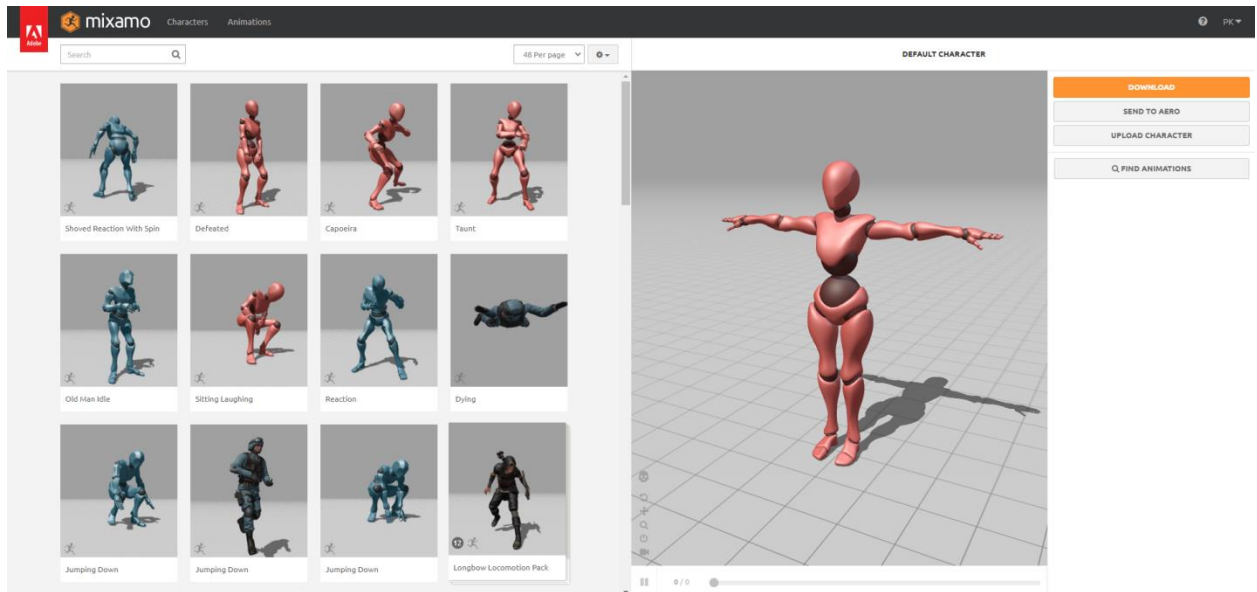 Adobe
mixamo Characters Animations
PK
Search
48 Per page
DEFAULT CHARACTER
DOWNLOAD
SEND TO AERO
UPLOAD CHARACTER
FIND ANIMATIONS
Shoved Reaction With Spin
Defeated
Capoeira
Taunt
Old Man Idle
Sitting Laughing
Reaction
Dying
Jumping Down
Jumping Down
Jumping Down
12
Longbow Locomotion Pack
0 / 0